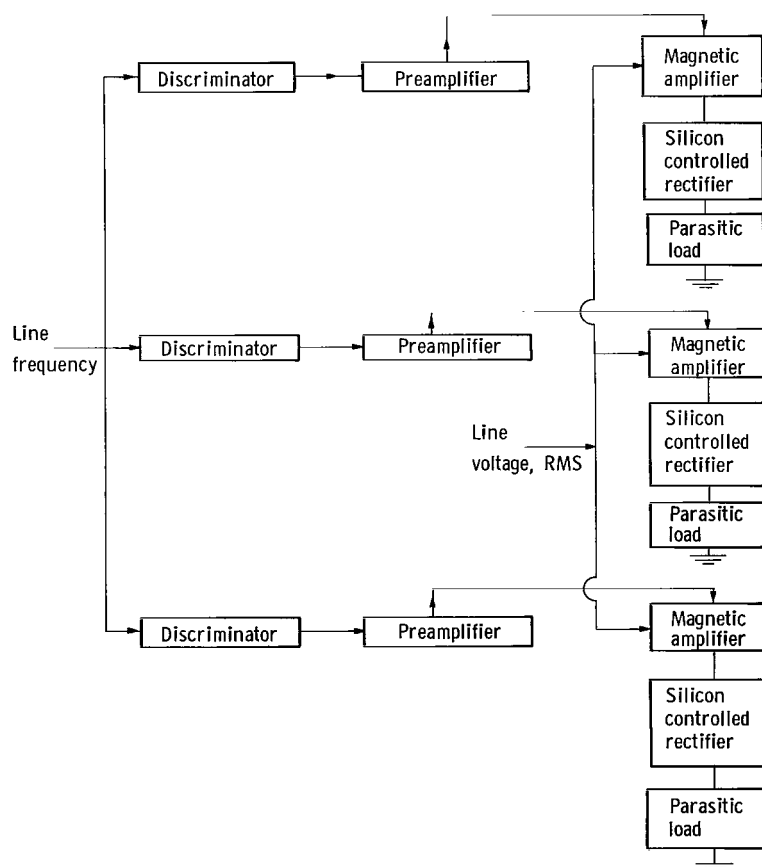 Discriminator
Preamplifier
Magnetic
amplifier
Silicon
controlled
rectifier
Parasitic
load
Line
frequency
Discriminator
Preamplifier
Magnetic
amplifier
Line
voltage, RMS
Silicon
controlled
rectifier
Parasitic
load
Discriminator
Preamplifier
Magnetic
amplifier
Silicon
controlled
rectifier
Parasitic
load